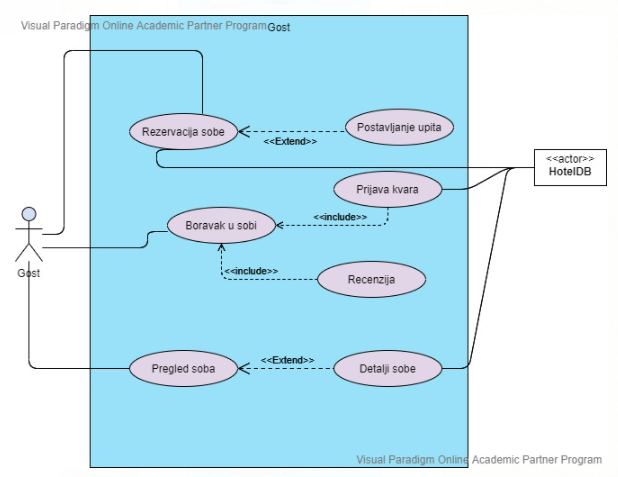 Visual Paradigm Online Academic Partner Program
Gost
Rezervacija sobe
<<Extend>>
Postavljanje upita
<<actor>>
HotelDB
Prijava kvara
<<include>>
Boravak u sobi
Gost
<<include>>
Recenzija
Pregled soba
<<Extend>>
Detalji sobe
Visual Paradigm Online Academic Partner Program